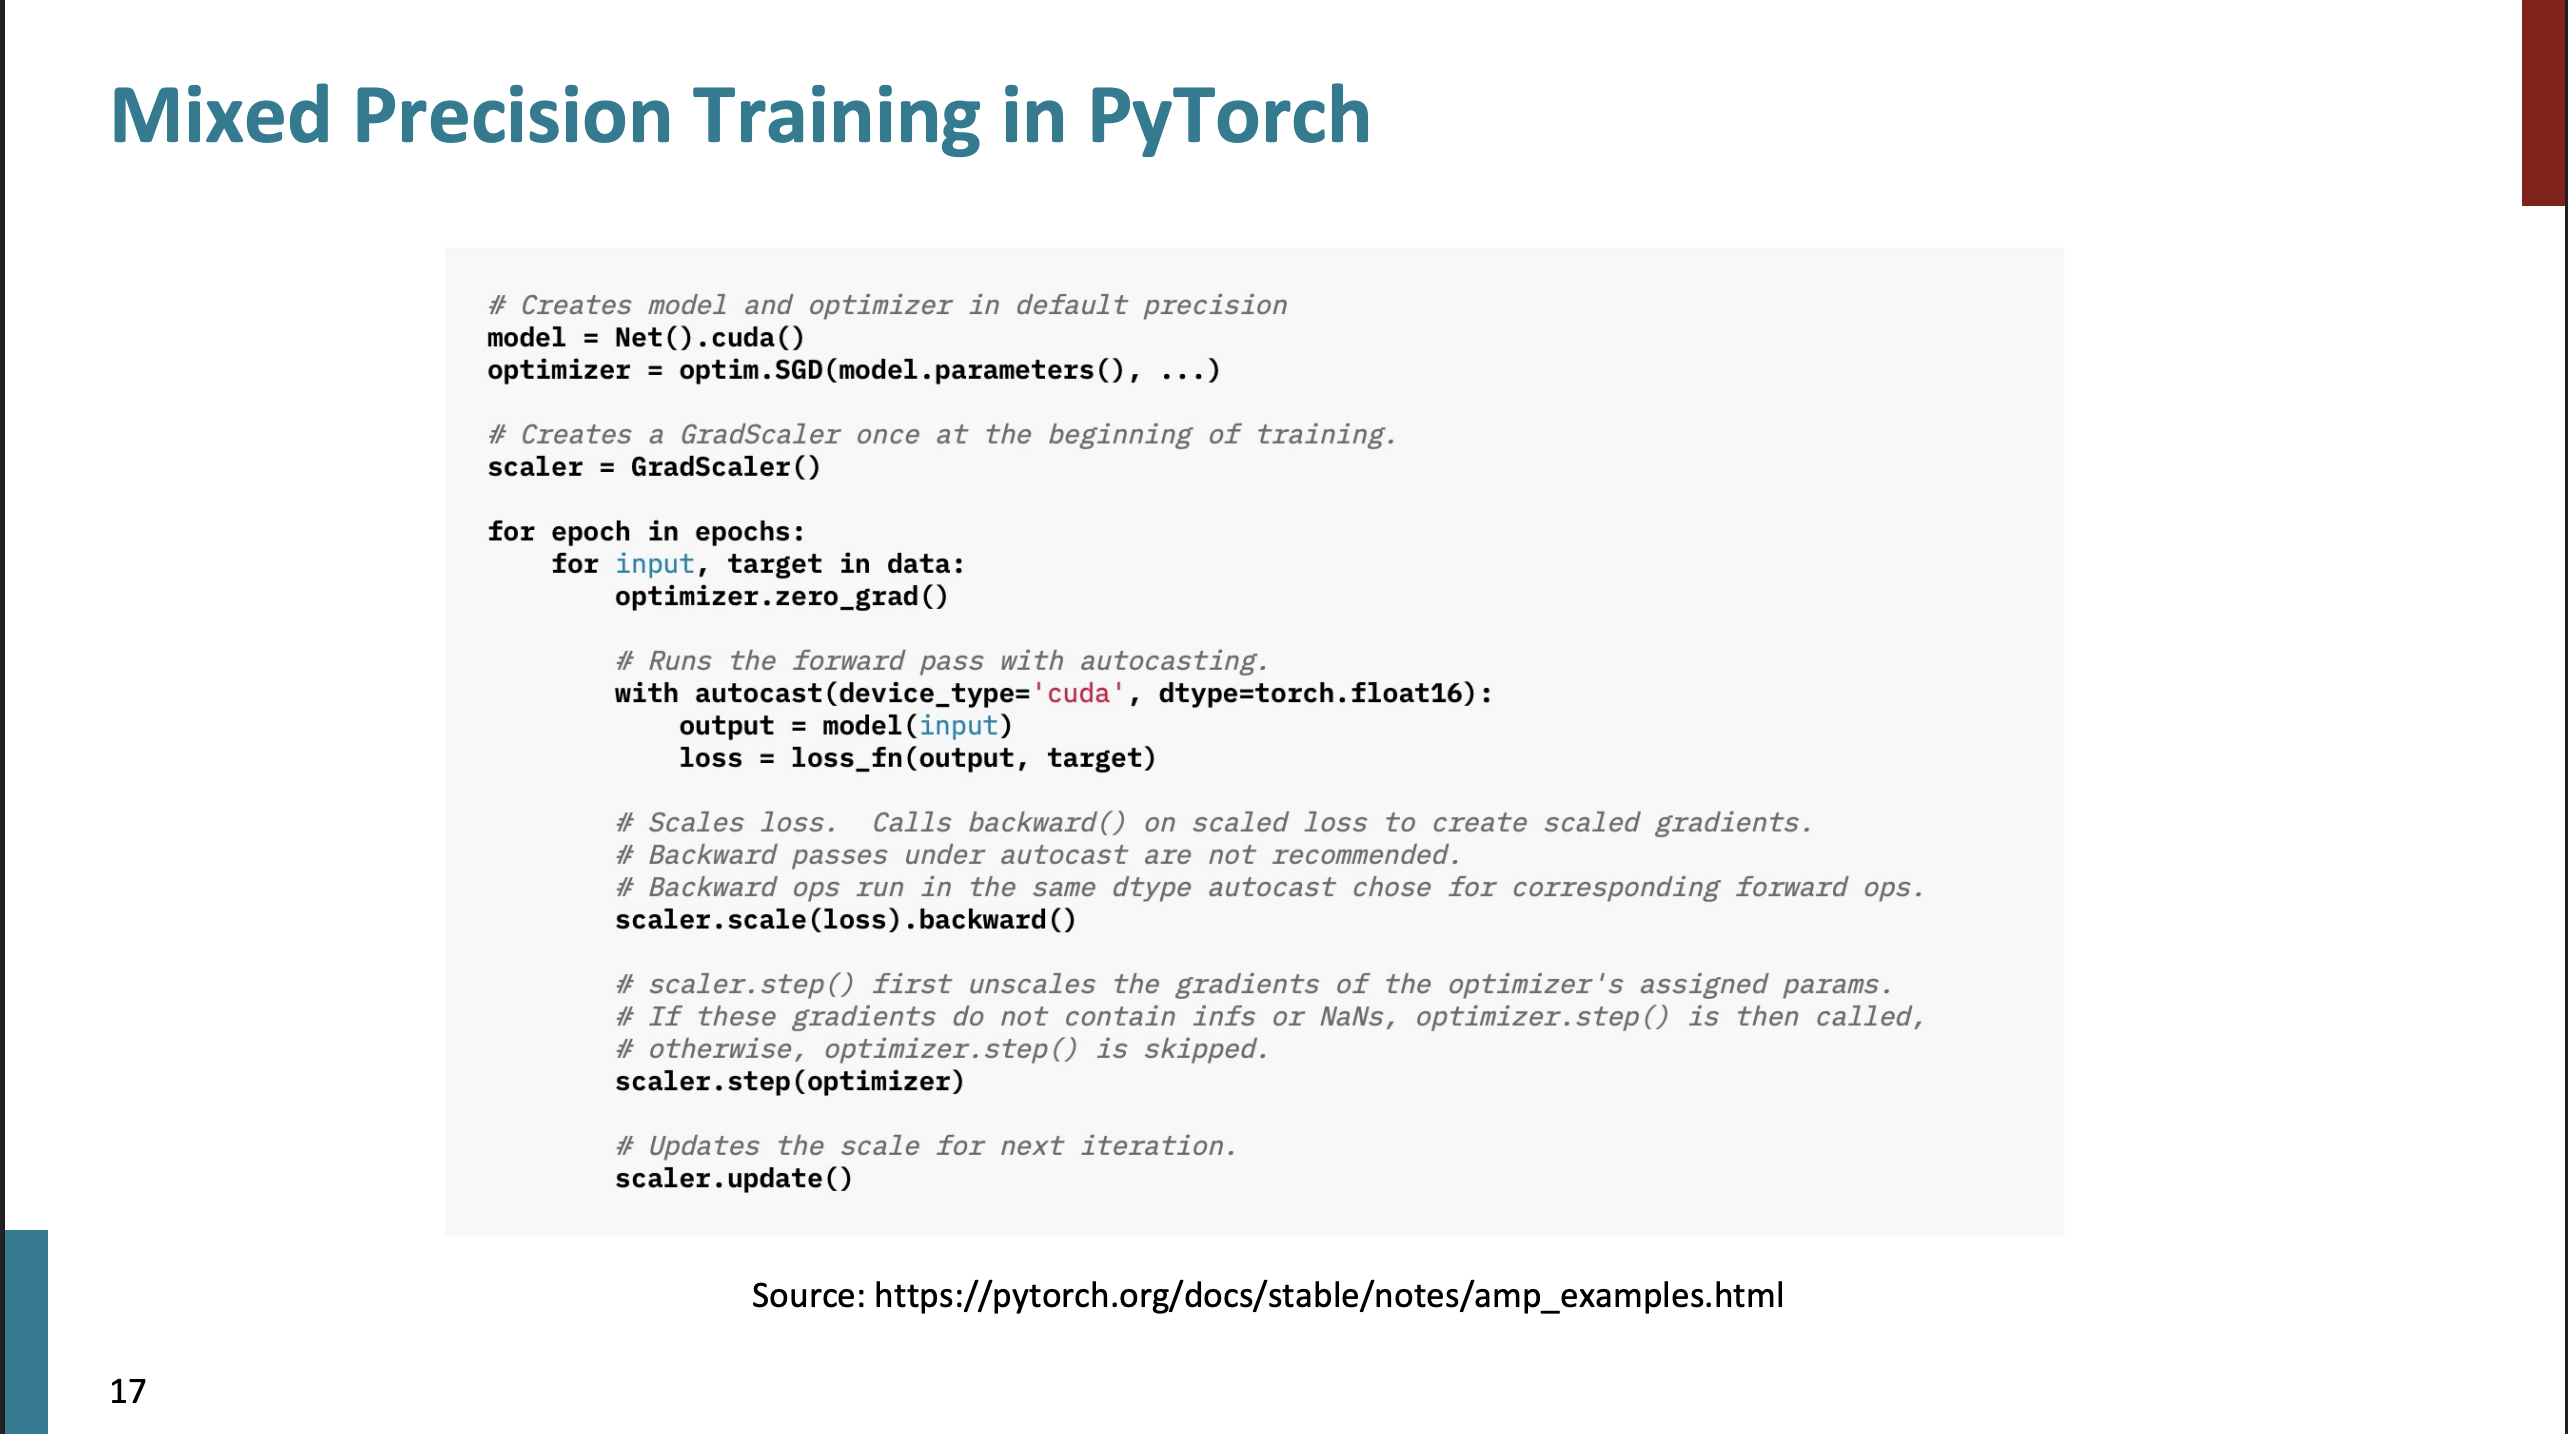 Mixed Precision Training in PyTorch
# Creates model and optimizer in default precision
model = Net().cuda()
optimizer = optim.SGD(model.parameters(), ...)
# Creates a GradScaler once at the beginning of training.
scaler = GradScaler()
for epoch in epochs:
    for input, target in data:
        optimizer.zero_grad()
        # Runs the forward pass with autocasting.
        with autocast(device_type='cuda', dtype=torch.float16):
            output = model(input)
            loss = loss_fn(output, target)
        # Scales loss.  Calls backward() on scaled loss to create scaled gradients.
        # Backward passes under autocast are not recommended.
        # Backward ops run in the same dtype autocast chose for corresponding forward ops.
        scaler.scale(loss).backward()
        # scaler.step() first unscales the gradients of the optimizer's assigned params.
        # If these gradients do not contain infs or NaNs, optimizer.step() is then called,
        # otherwise, optimizer.step() is skipped.
        scaler.step(optimizer)
        # Updates the scale for next iteration.
        scaler.update()
Source: https://pytorch.org/docs/stable/notes/amp_examples.html
17